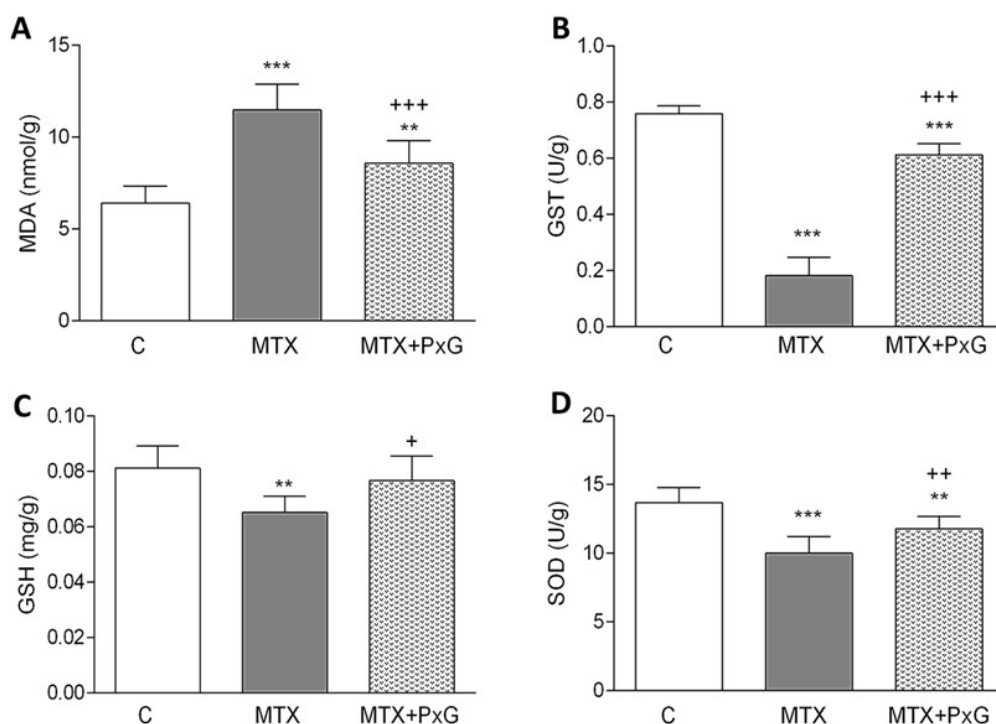 A
MDA (nmol/g)
15
10
5
0
***
+++
**
C MTX MTX+PxG
B
GST (U/g)
1.0
0.8
0.6
0.4
0.2
0.0
***
+++
***
C MTX MTX+PxG
C
GSH (mg/g)
0.10
0.08
0.06
0.04
0.02
0.00
**
+
C MTX MTX+PxG
D
SOD (U/g)
20
15
10
5
0
***
++
**
C MTX MTX+PxG